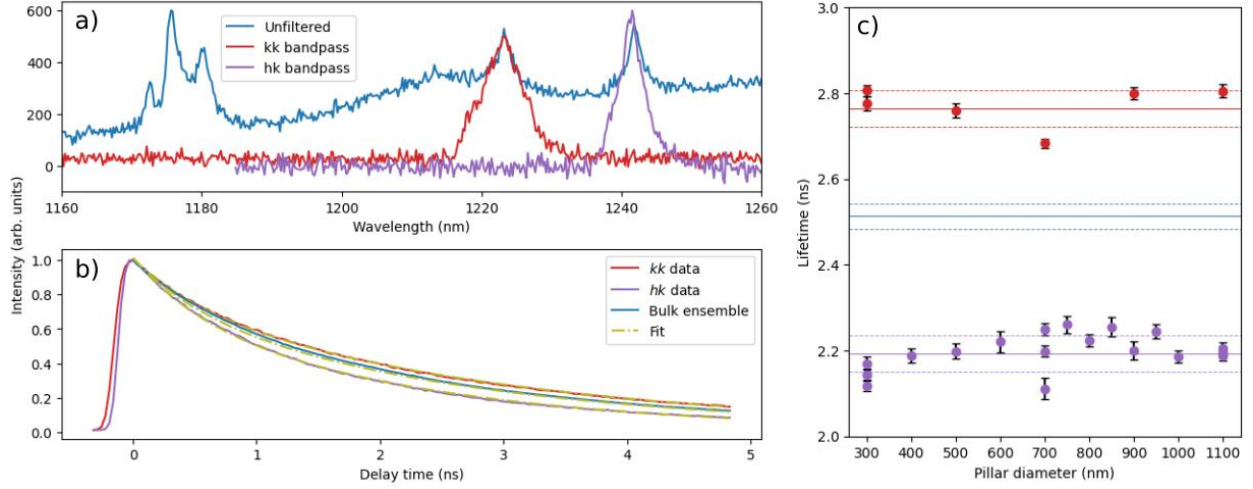 a)
Unfiltered
kk bandpass
hk bandpass
600
400
200
0
1160 1180 1200 1220 1240 1260
Wavelength (nm)
Intensity (arb. units)
b)
kk data
hk data
Bulk ensemble
Fit
1.0
0.8
0.6
0.4
0.2
0.0
0 1 2 3 4 5
Delay time (ns)
c)
3.0
2.8
2.6
2.4
2.2
2.0
Lifetime (ns)
300 400 500 600 700 800 900 1000 1100
Pillar diameter (nm)